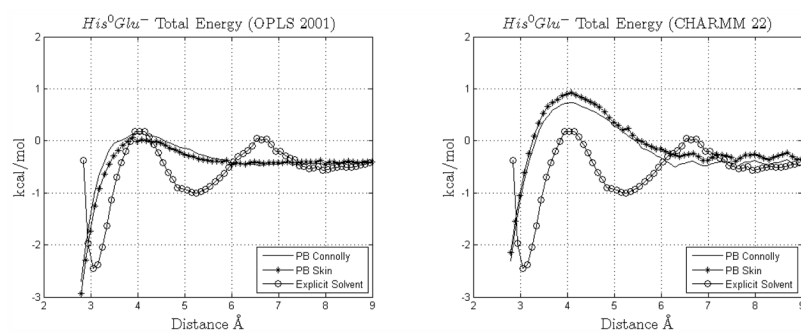 His⁰Glu⁻ Total Energy (OPLS 2001)
2
1
0
-1
-2
-3
kcal/mol
PB Connolly
PB Skin
Explicit Solvent
2 3 4 5 6 7 8 9
Distance Å
His⁰Glu⁻ Total Energy (CHARMM 22)
2
1
0
-1
-2
-3
kcal/mol
PB Connolly
PB Skin
Explicit Solvent
2 3 4 5 6 7 8 9
Distance Å